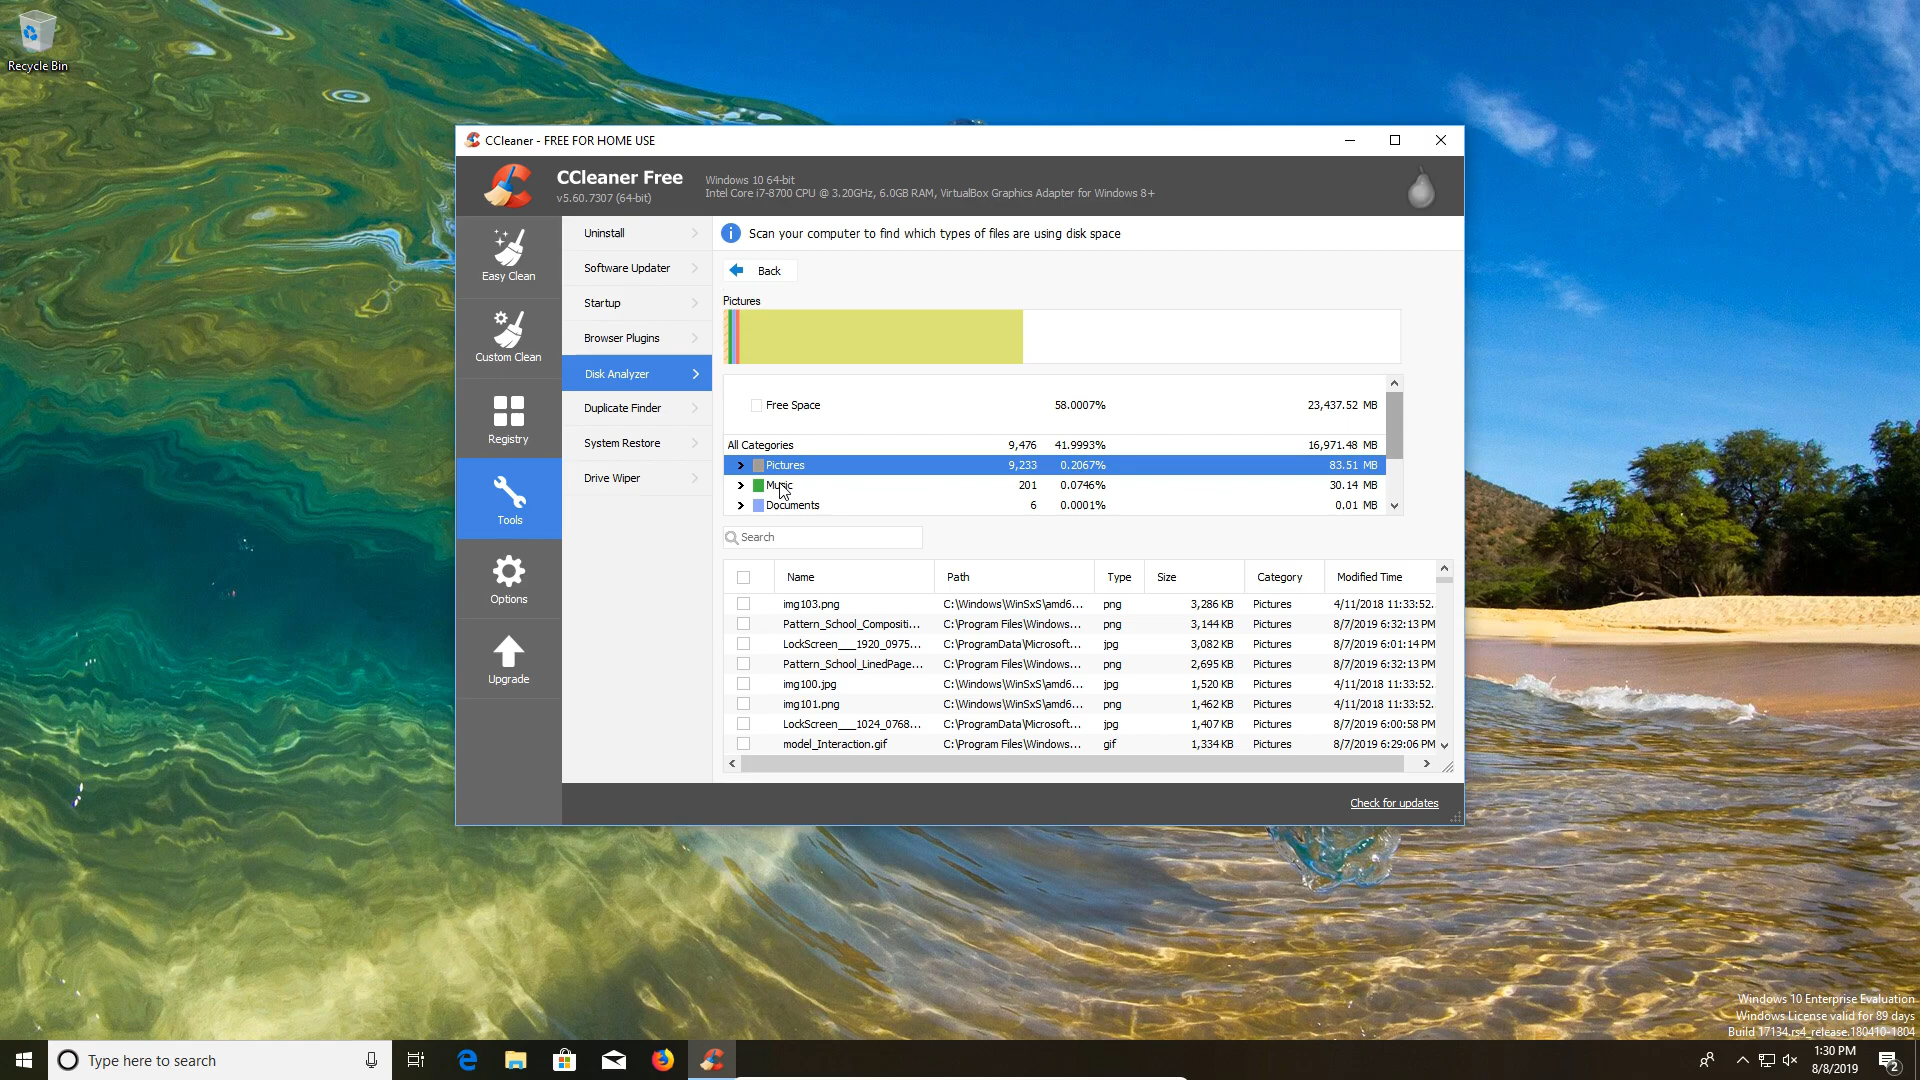 Recycle Bin
CCleaner - FREE FOR HOME USE
CCleaner Free
v5.60.7307 (64-bit)
Windows 10 64-bit
Intel Core i7-8700 CPU @ 3.20GHz, 6.0GB RAM, VirtualBox Graphics Adapter for Windows 8+
Easy Clean
Custom Clean
Registry
Tools
Options
Upgrade
Uninstall
Software Updater
Startup
Browser Plugins
Disk Analyzer
Duplicate Finder
System Restore
Drive Wiper
Scan your computer to find which types of files are using disk space
Back
Pictures
Free Space 58.0007% 23,437.52 MB
All Categories 9,476 41.9993% 16,971.48 MB
Pictures 9,233 0.2067% 83.51 MB
Music 201 0.0746% 30.14 MB
Documents 6 0.0001% 0.01 MB
Search
Name Path Type Size Category Modified Time
img103.png C:\Windows\WinSxS\amd6... png 3,286 KB Pictures 4/11/2018 11:33:52.
Pattern_School_Compositi... C:\Program Files\Windows... png 3,144 KB Pictures 8/7/2019 6:32:13 PM
LockScreen___1920_0975... C:\ProgramData\Microsoft... jpg 3,082 KB Pictures 8/7/2019 6:01:14 PM
Pattern_School_LinedPage... C:\Program Files\Windows... png 2,695 KB Pictures 8/7/2019 6:32:13 PM
img100.jpg C:\Windows\WinSxS\amd6... jpg 1,520 KB Pictures 4/11/2018 11:33:52.
img101.png C:\Windows\WinSxS\amd6... png 1,462 KB Pictures 4/11/2018 11:33:52.
LockScreen___1024_0768... C:\ProgramData\Microsoft... jpg 1,407 KB Pictures 8/7/2019 6:00:58 PM
model_Interaction.gif C:\Program Files\Windows... gif 1,334 KB Pictures 8/7/2019 6:29:06 PM
Check for updates
Windows 10 Enterprise Evaluation
Windows License valid for 89 days
Build 17134.rs4_release.180410-1804
Type here to search
1:30 PM
8/8/2019
2